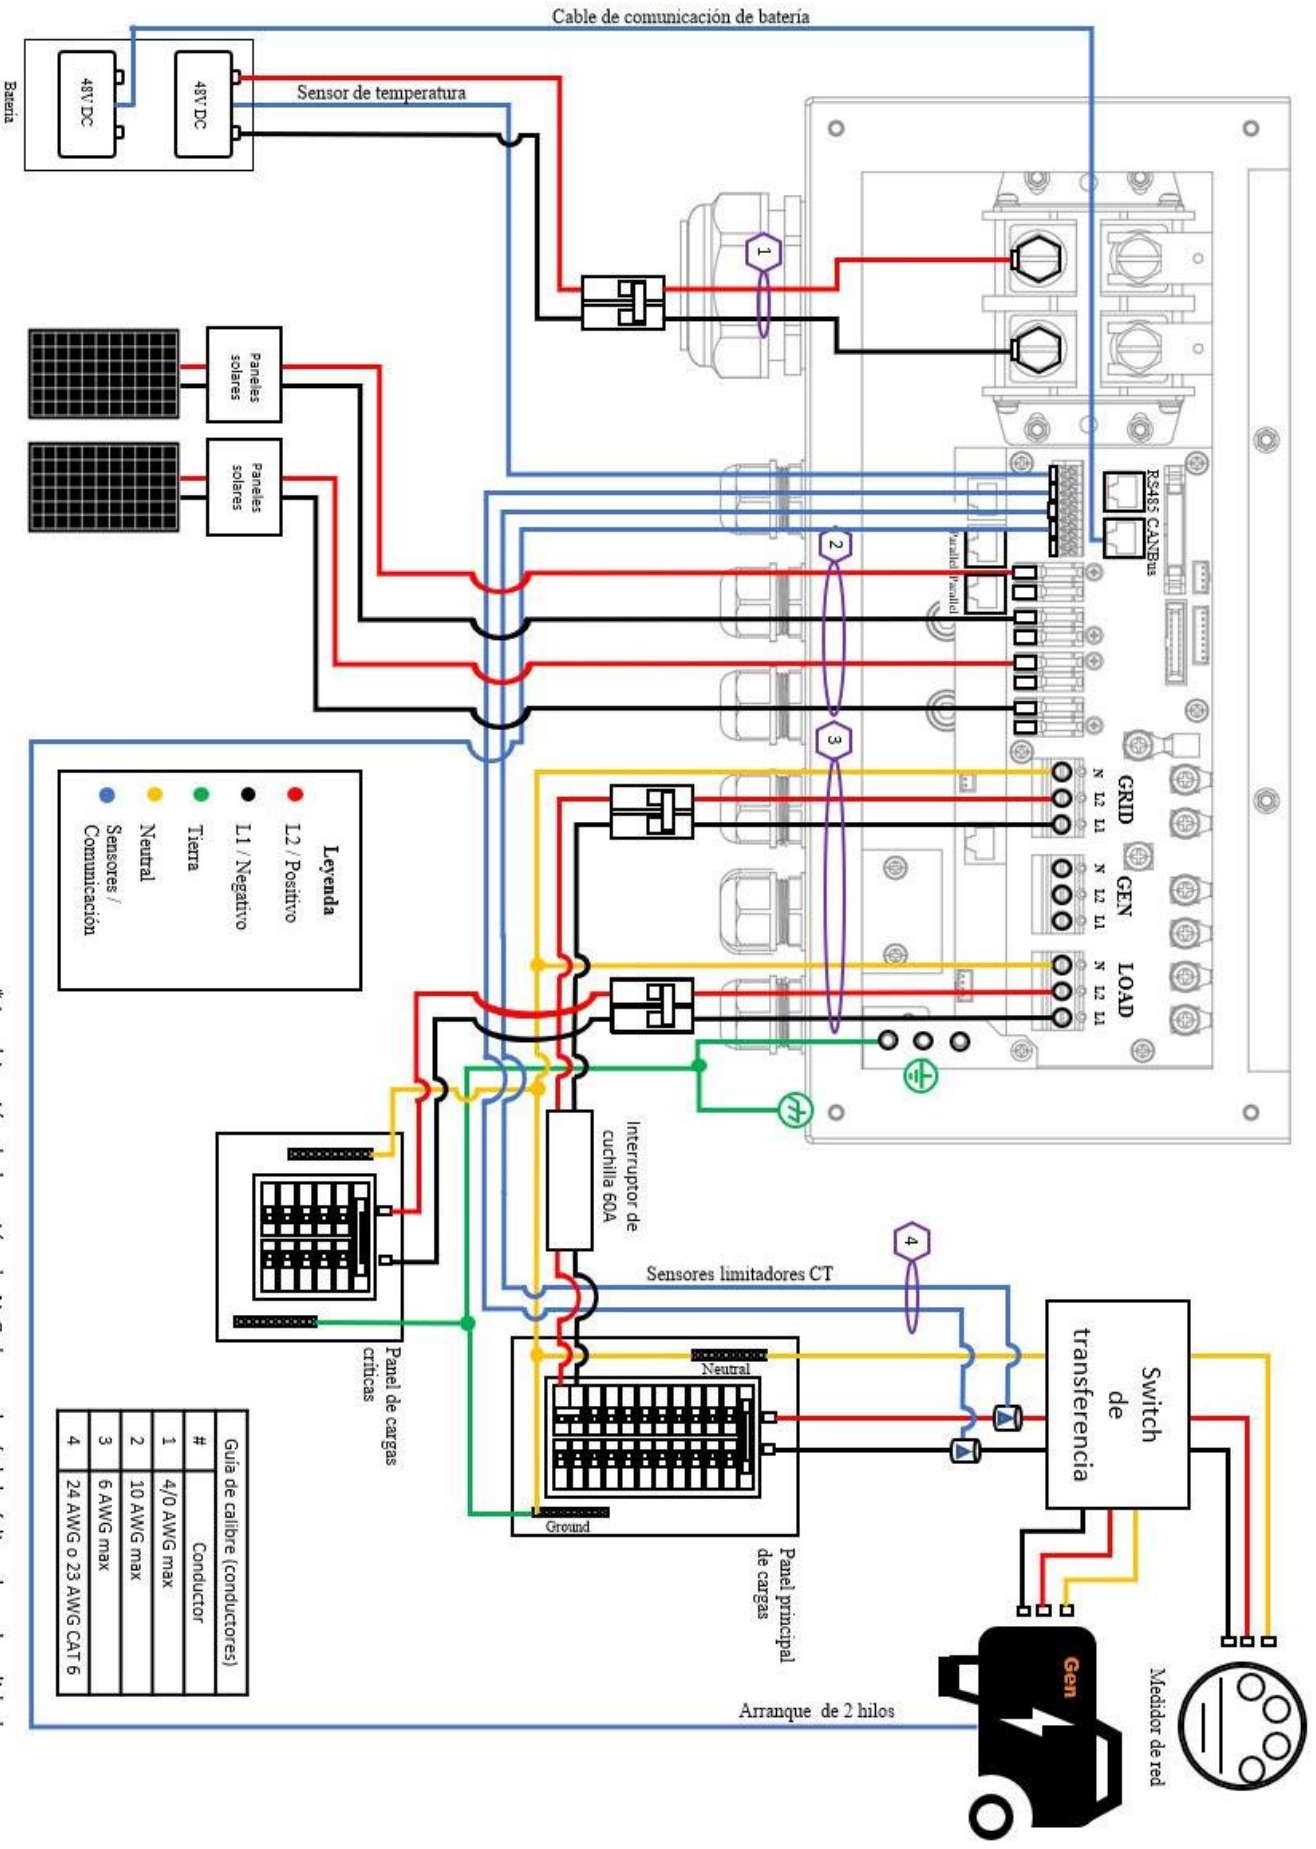 Cable de comunicación de batería
Sensor de temperatura
Batería
48V DC
48V DC
1
Paneles
solares
Paneles
solares
RS485 CANBus
Parallel Parallel
2
3
GRID
N L2 L1
GEN
N L2 L1
LOAD
N L2 L1
Leyenda
L2 / Positivo
L1 / Negativo
Tierra
Neutral
Sensores /
Comunicación
Interruptor de
cuchilla 60A
4
Sensores limitadores CT
Switch
de
transferencia
Panel de cargas
críticas
Neutral
Ground
Panel principal
de cargas
Guía de calibre (conductores)
# Conductor
1 4/0 AWG max
2 10 AWG max
3 6 AWG max
4 24 AWG o 23 AWG CAT 6
Gen
Medidor de red
Arranque de 2 hilos